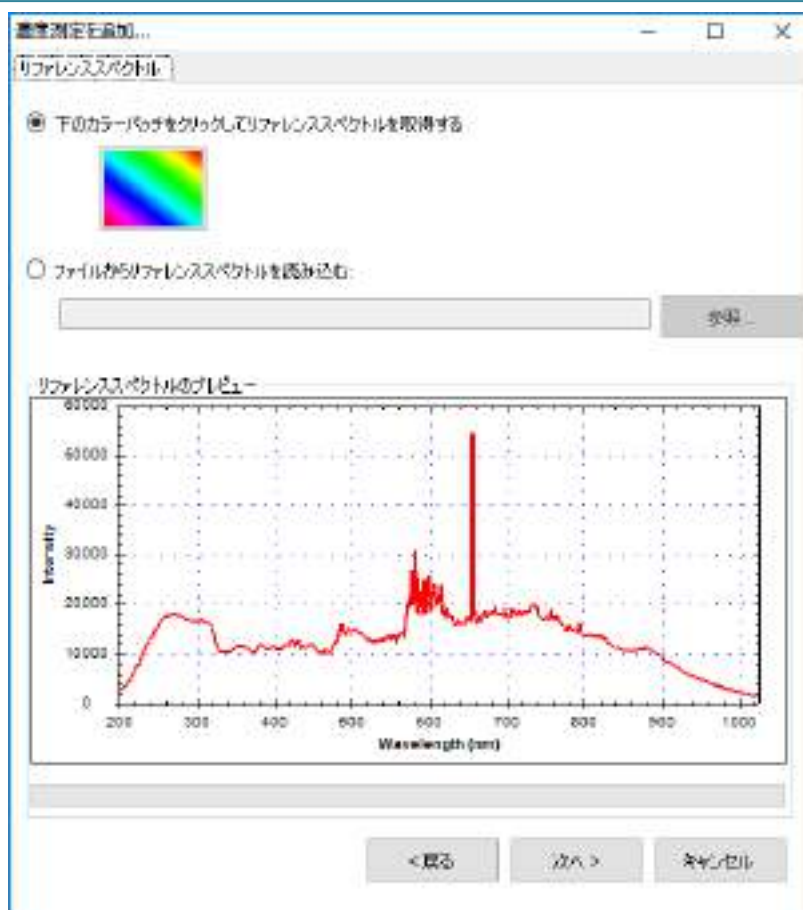 濃度測定を追加...
リファレンススペクトル
下のカラーパッチをクリックしてリファレンススペクトルを取得する
ファイルからリファレンススペクトルを読み込む:
参照...
リファレンススペクトルのプレビュー
60000
50000
40000
30000
20000
10000
0
Intensity
200 300 400 500 600 700 800 900 1000
Wavelength (nm)
< 戻る 次へ > キャンセル